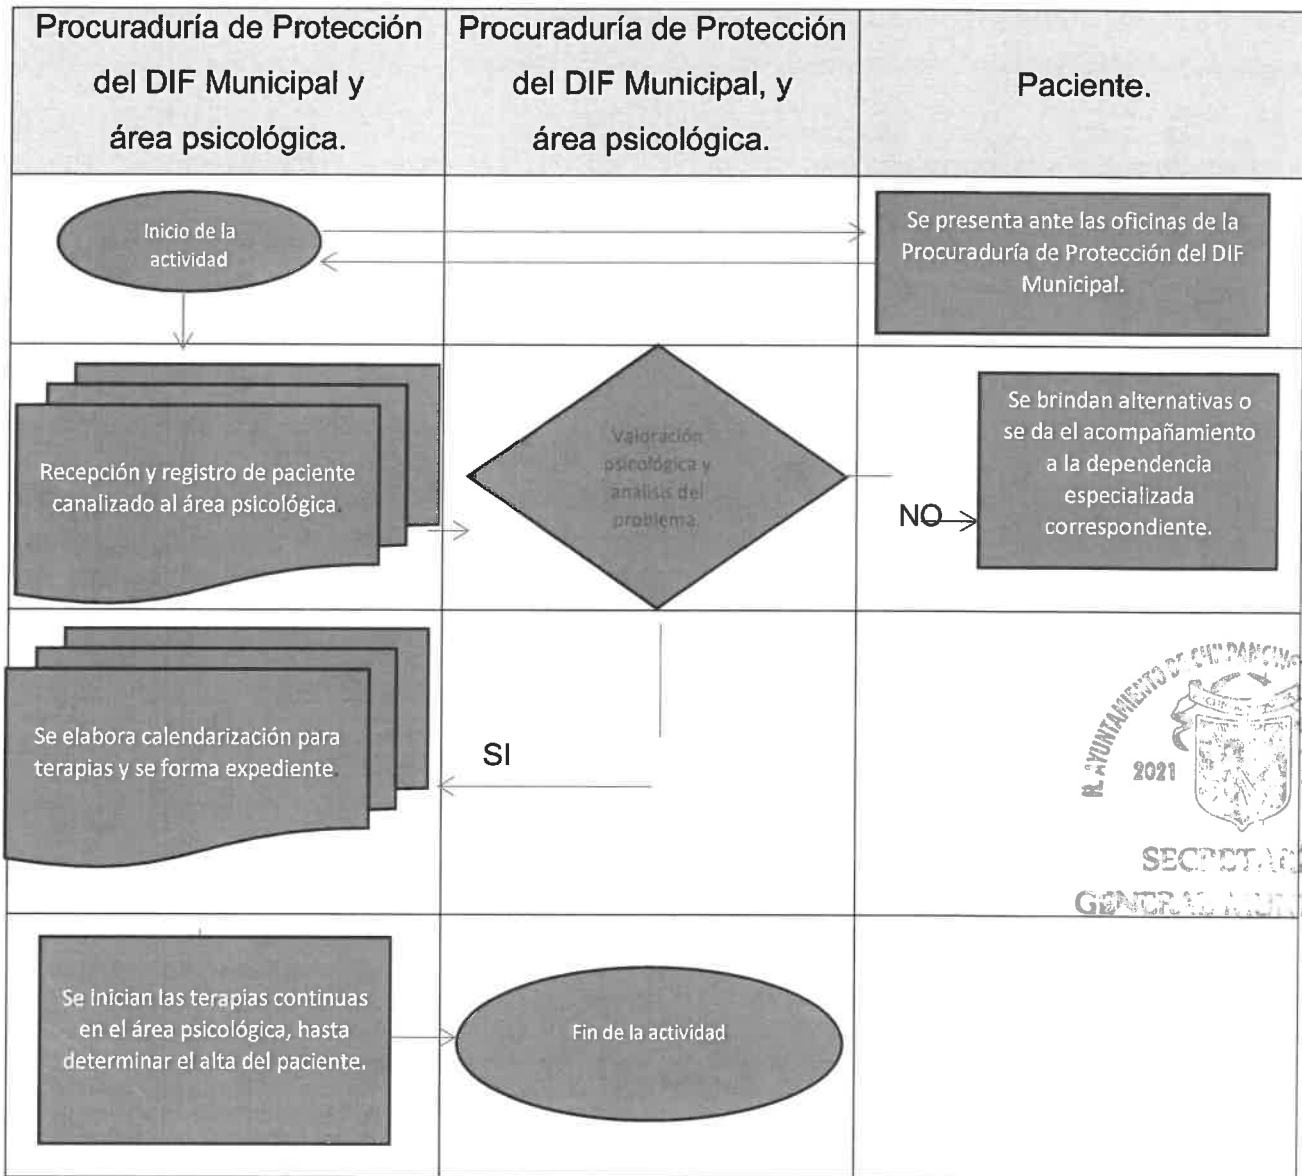 Procuraduría de Protección
del DIF Municipal y
área psicológica.
Procuraduría de Protección
del DIF Municipal, y
área psicológica.
Paciente.
Inicio de la
actividad
Se presenta ante las oficinas de la
Procuraduría de Protección del DIF
Municipal.
Recepción y registro de paciente
canalizado al área psicológica.
Valoración
psicológica y
análisis del
problema.
NO
Se brindan alternativas o
se da el acompañamiento
a la dependencia
especializada
correspondiente.
Se elabora calendarización para
terapias y se forma expediente.
SI
AYUNTAMIENTO DE
2021
Se inician las terapias continuas
en el área psicológica, hasta
determinar el alta del paciente.
Fin de la actividad